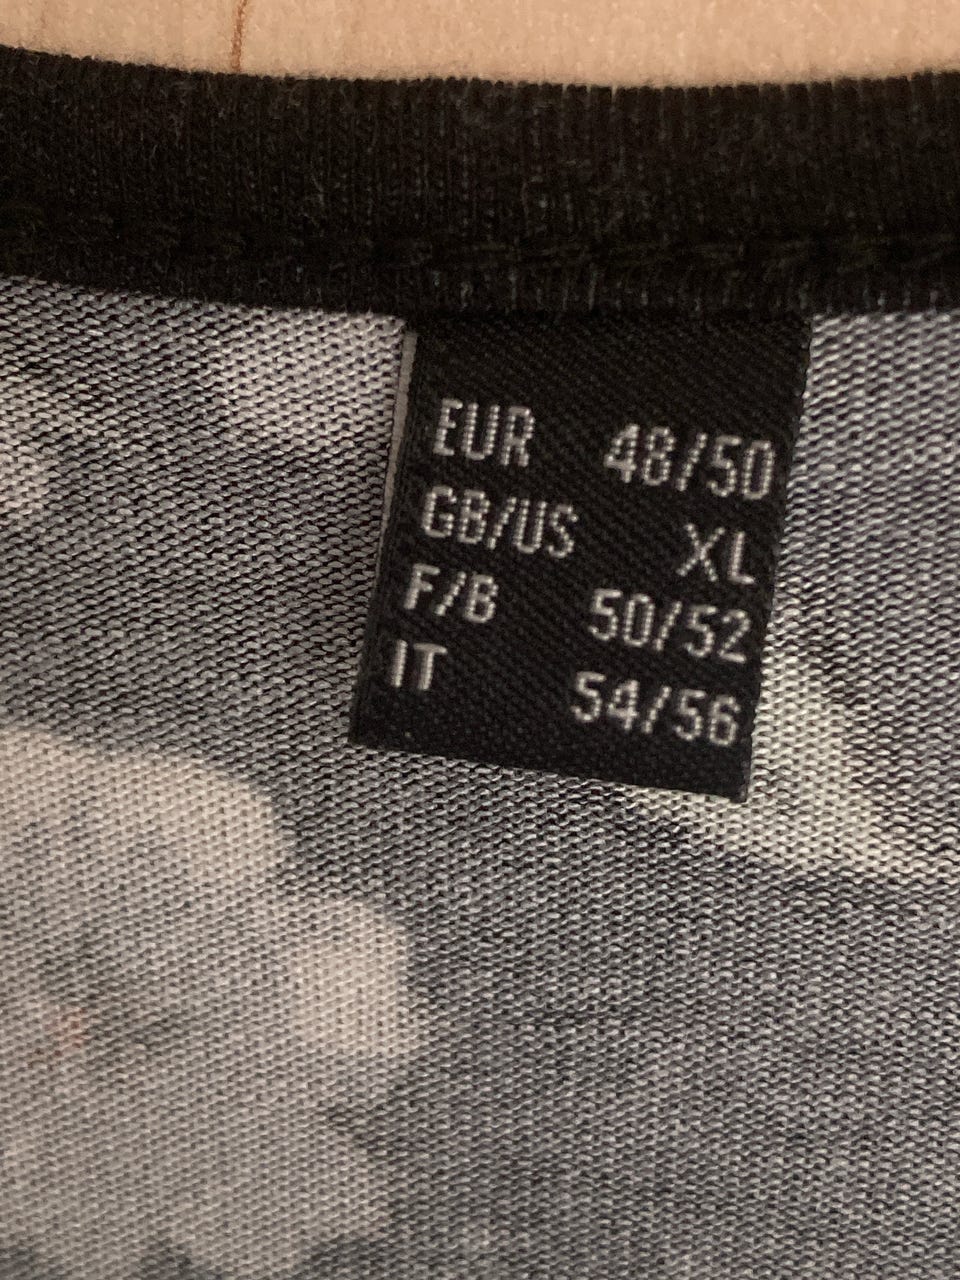 EUR 48/50
GB/US XL
F/B 50/52
IT 54/56